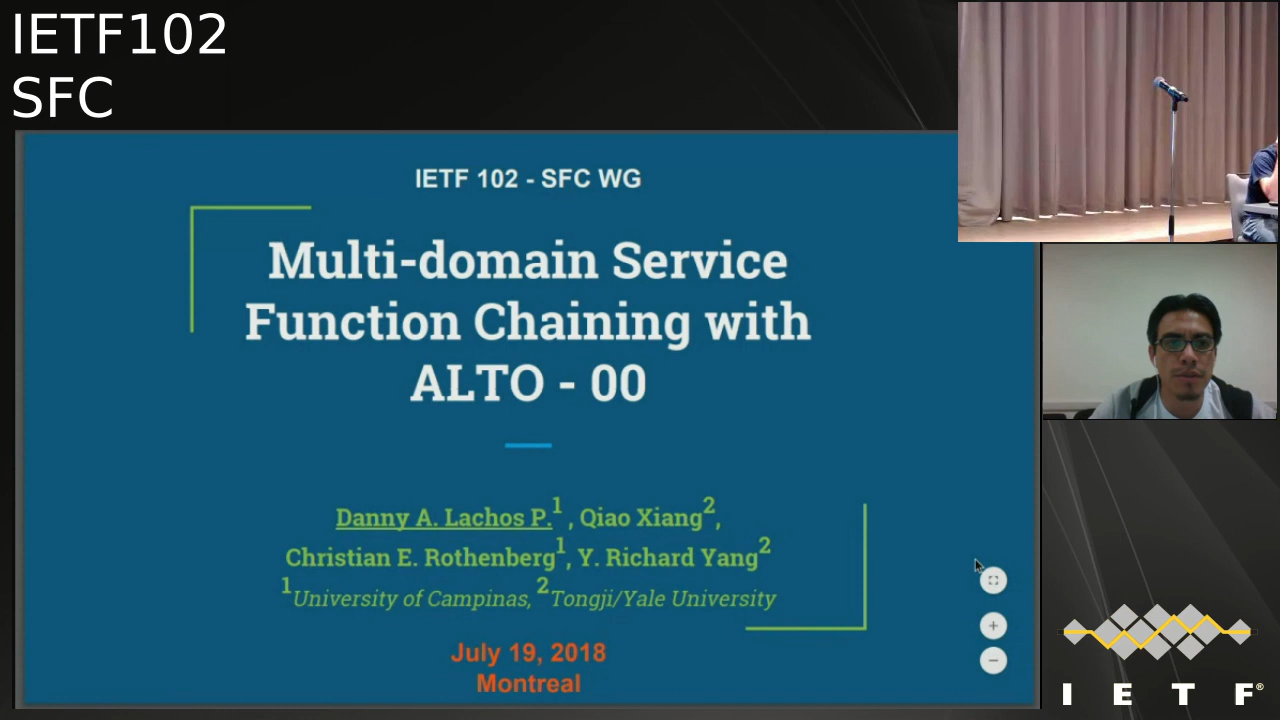 IETF102
SFC
IETF 102 - SFC WG
Multi-domain Service
Function Chaining with
ALTO - 00
Danny A. Lachos P.1 , Qiao Xiang2,
Christian E. Rothenberg1, Y. Richard Yang2
1University of Campinas, 2Tongji/Yale University
July 19, 2018
Montreal
I E T F®